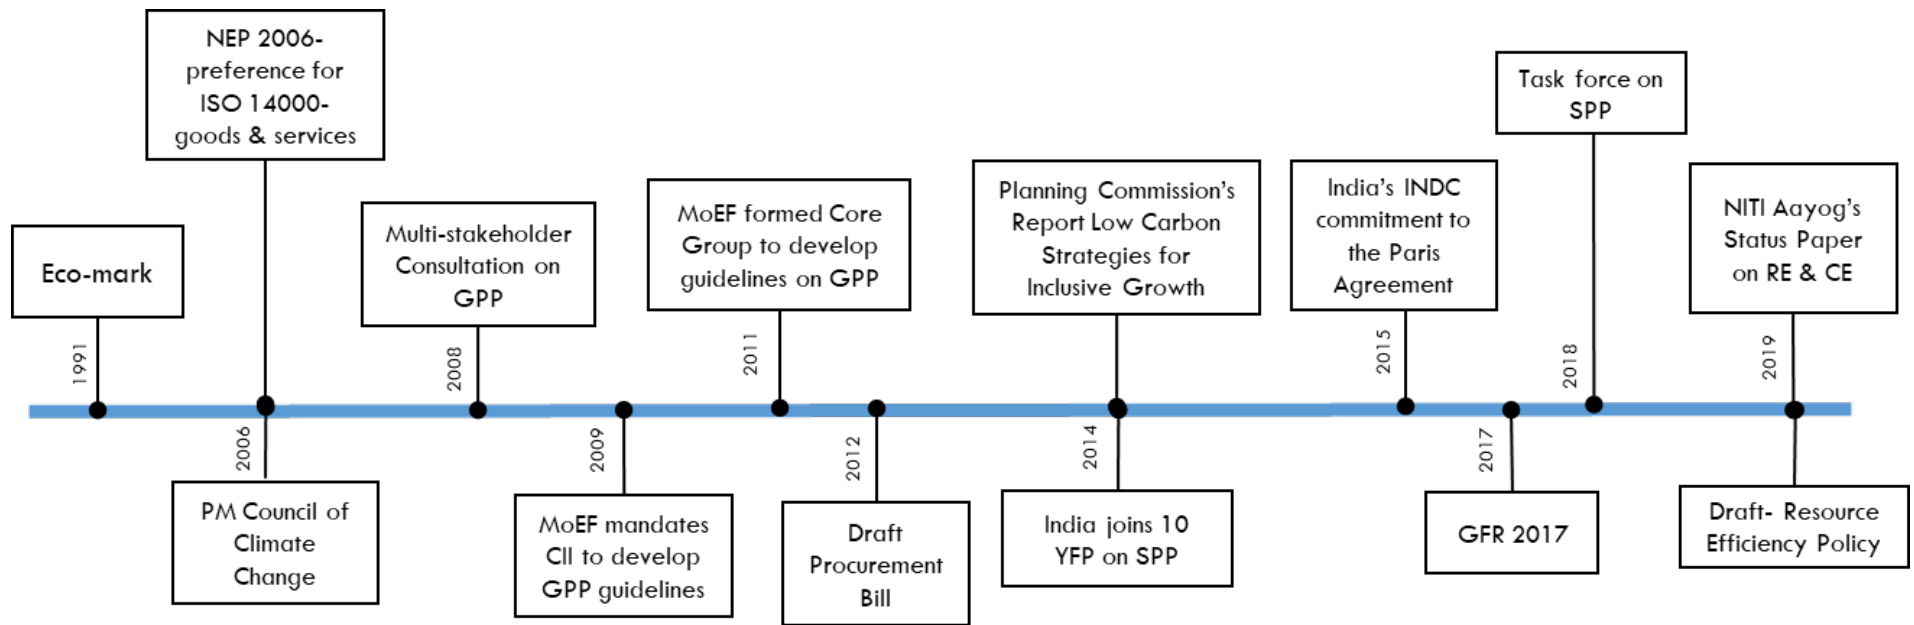 Eco-mark
1991
NEP 2006-
preference for
ISO 14000-
goods & services
2006
PM Council of
Climate
Change
Multi-stakeholder
Consultation on
GPP
2008
2009
MoEF mandates
CII to develop
GPP guidelines
MoEF formed Core
Group to develop
guidelines on GPP
2011
2012
Draft
Procurement
Bill
Planning Commission’s
Report Low Carbon
Strategies for
Inclusive Growth
2014
India joins 10
YFP on SPP
India’s INDC
commitment to
the Paris
Agreement
2015
2017
GFR 2017
Task force on
SPP
2018
NITI Aayog’s
Status Paper
on RE & CE
2019
Draft- Resource
Efficiency Policy